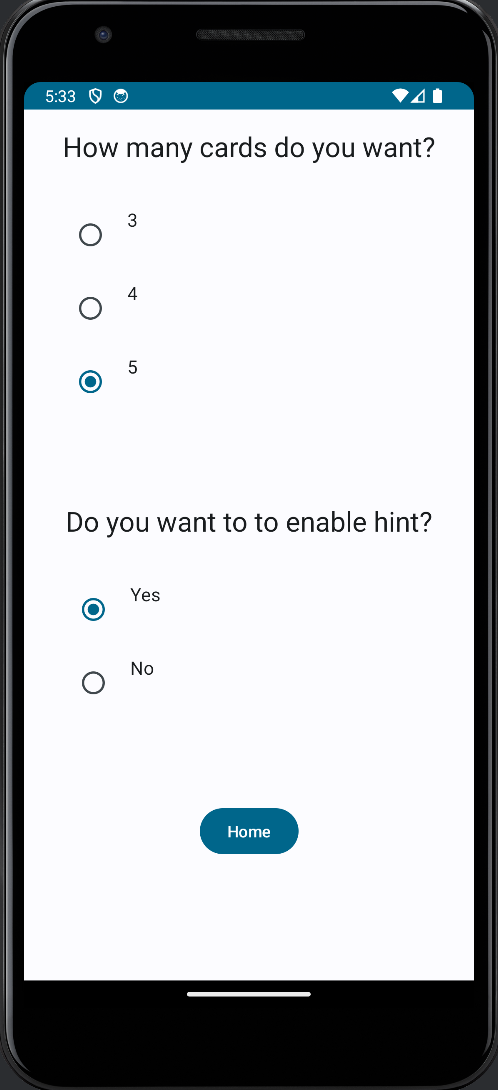 5:33
How many cards do you want?
3
4
5
Do you want to to enable hint?
Yes
No
Home